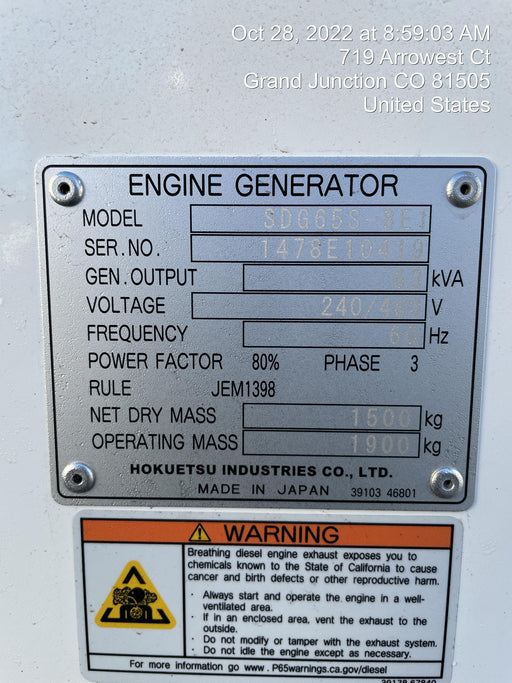 Oct 28, 2022 at 8:59:03 AM
719 Arrowest Ct
Grand Junction CO 81505
United States
ENGINE GENERATOR
MODEL SDG65S-8E1
SER.NO. 1478E10419
GEN.OUTPUT kVA
VOLTAGE V
FREQUENCY Hz
POWER FACTOR 80% PHASE 3
RULE JEM1398
NET DRY MASS 1500 kg
OPERATING MASS 1900 kg
HOKUETSU INDUSTRIES CO., LTD.
MADE IN JAPAN 39103 46801
WARNING
Breathing diesel engine exhaust exposes you to
chemicals known to the State of California to cause
cancer and birth defects or other reproductive harm.
· Always start and operate the engine in a well-
ventilated area.
· If in an enclosed area, vent the exhaust to the
outside.
· Do not modify or tamper with the exhaust system.
· Do not idle the engine except as necessary.
For more information go www .P65warnings.ca.gov/diesel
39178 67840